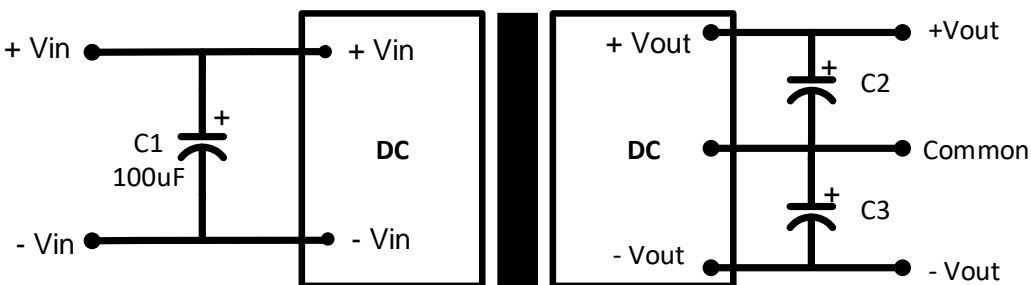 + Vin
+ Vin
+
C1
100uF
DC
- Vin
- Vin
+ Vout
+Vout
+
C2
DC
Common
+
C3
- Vout
- Vout